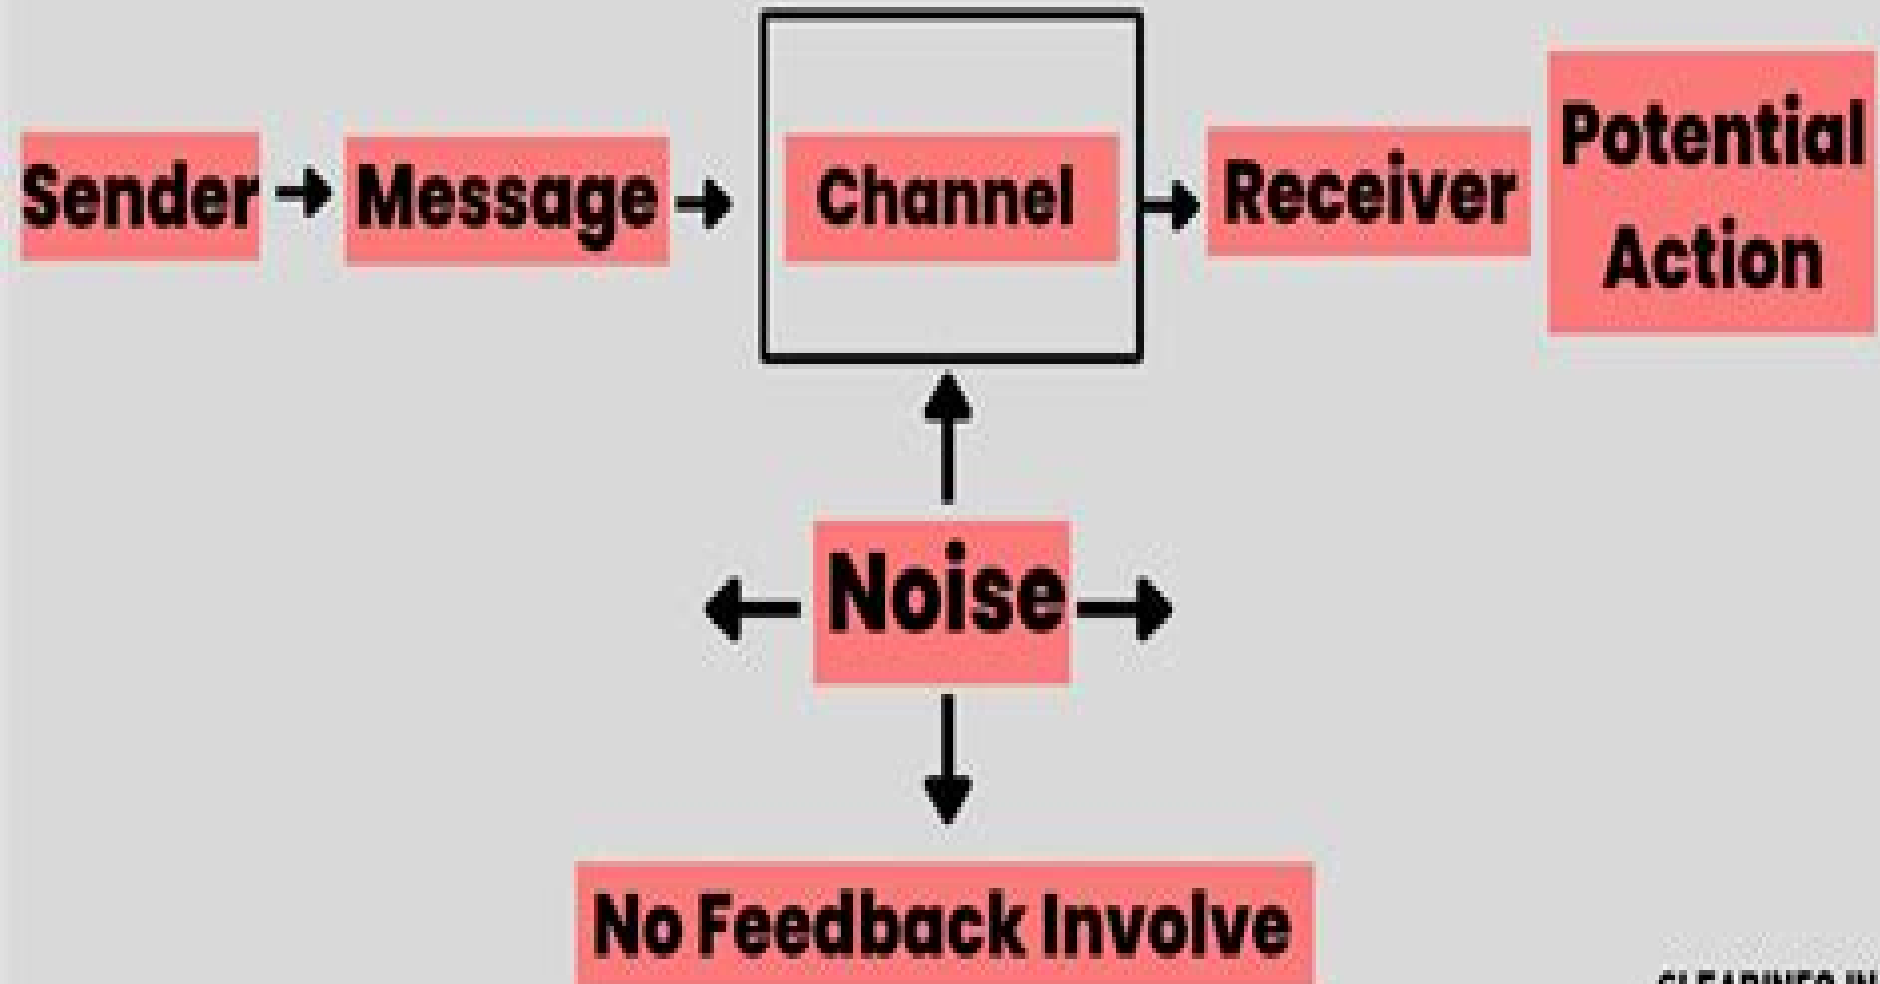 Sender
Message
Channel
Receiver
Potential
Action
Noise
No Feedback Involve